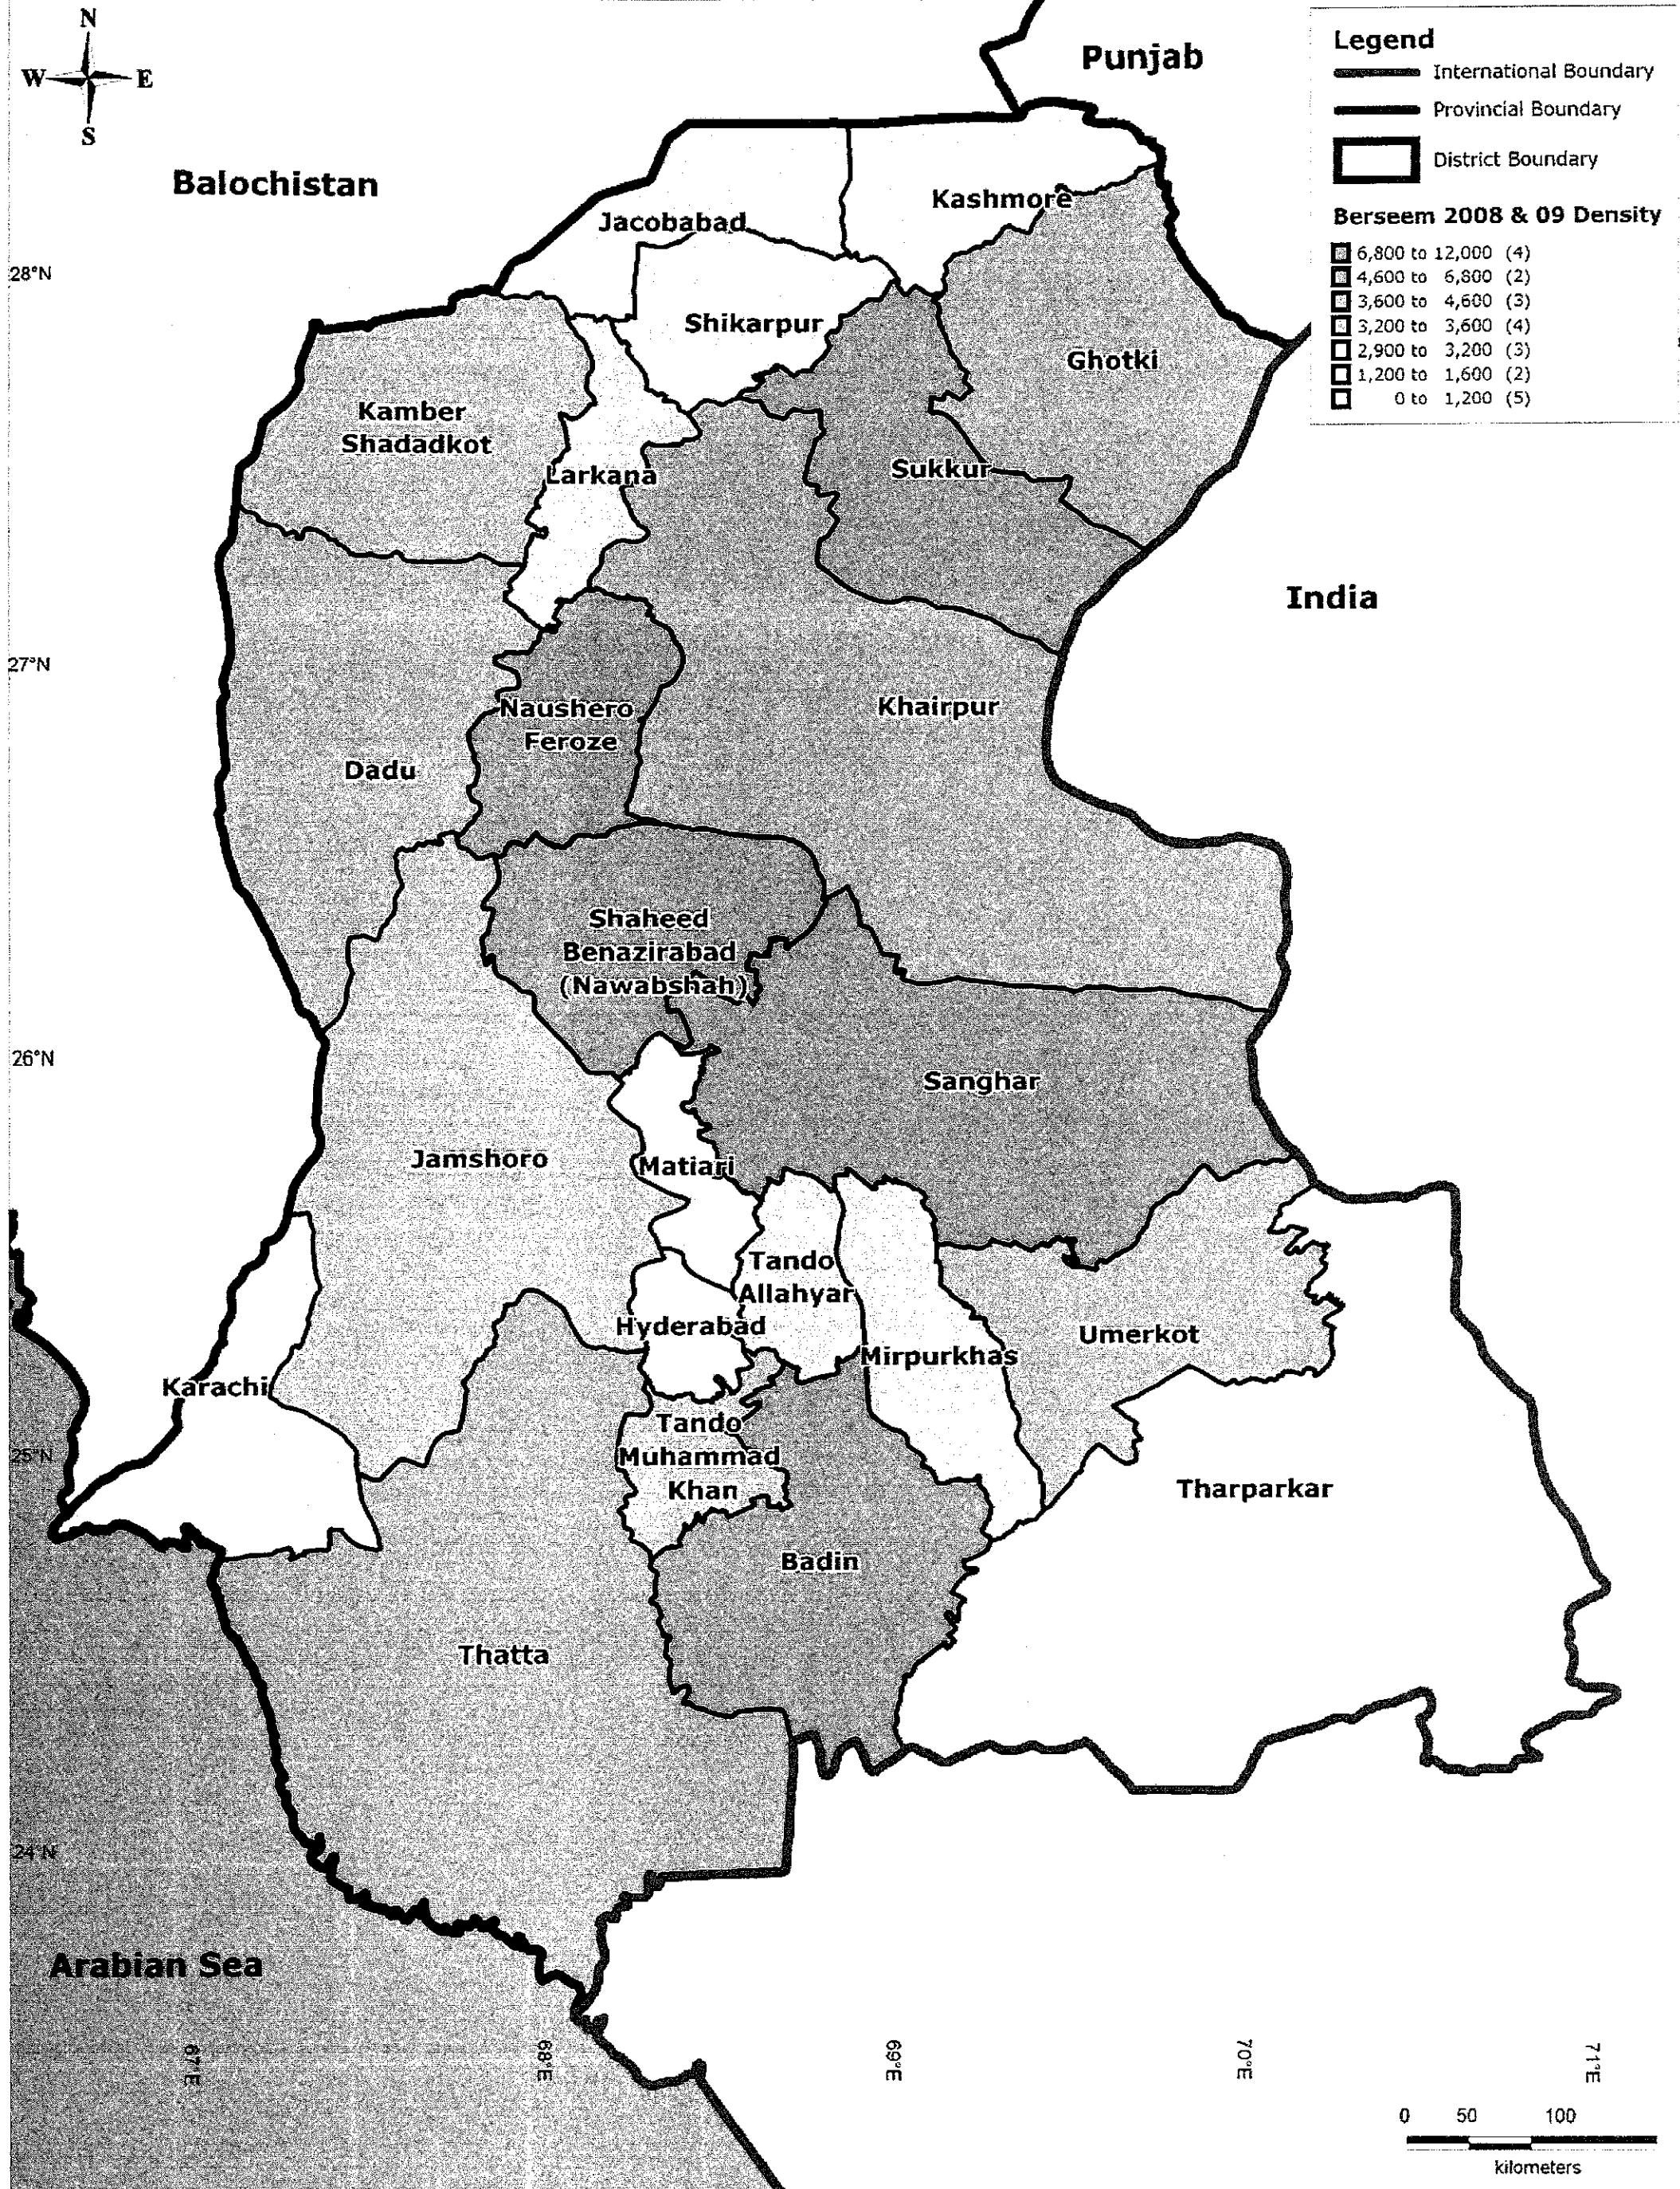 N
W E
S
Punjab
Balochistan
Legend
International Boundary
Provincial Boundary
District Boundary
Berseem 2008 & 09 Density
6,800 to 12,000 (4)
4,600 to 6,800 (2)
3,600 to 4,600 (3)
3,200 to 3,600 (4)
2,900 to 3,200 (3)
1,200 to 1,600 (2)
0 to 1,200 (5)
28°N
27°N
26°N
25°N
24°N
Jacobabad
Kashmore
Shikarpur
Ghotki
Kamber
Shadadkot
Larkana
Sukkur
India
Naushero
Feroze
Khairpur
Dadu
Shaheed
Benazirabad
(Nawabshah)
Sanghar
Jamshoro
Matiari
Tando
Allahyar
Hyderabad
Umerkot
Mirpurkhas
Karachi
Tando
Muhammad
Khan
Tharparkar
Badin
Thatta
Arabian Sea
67°E
68°E
69°E
70°E
71°E
0 50 100
kilometers